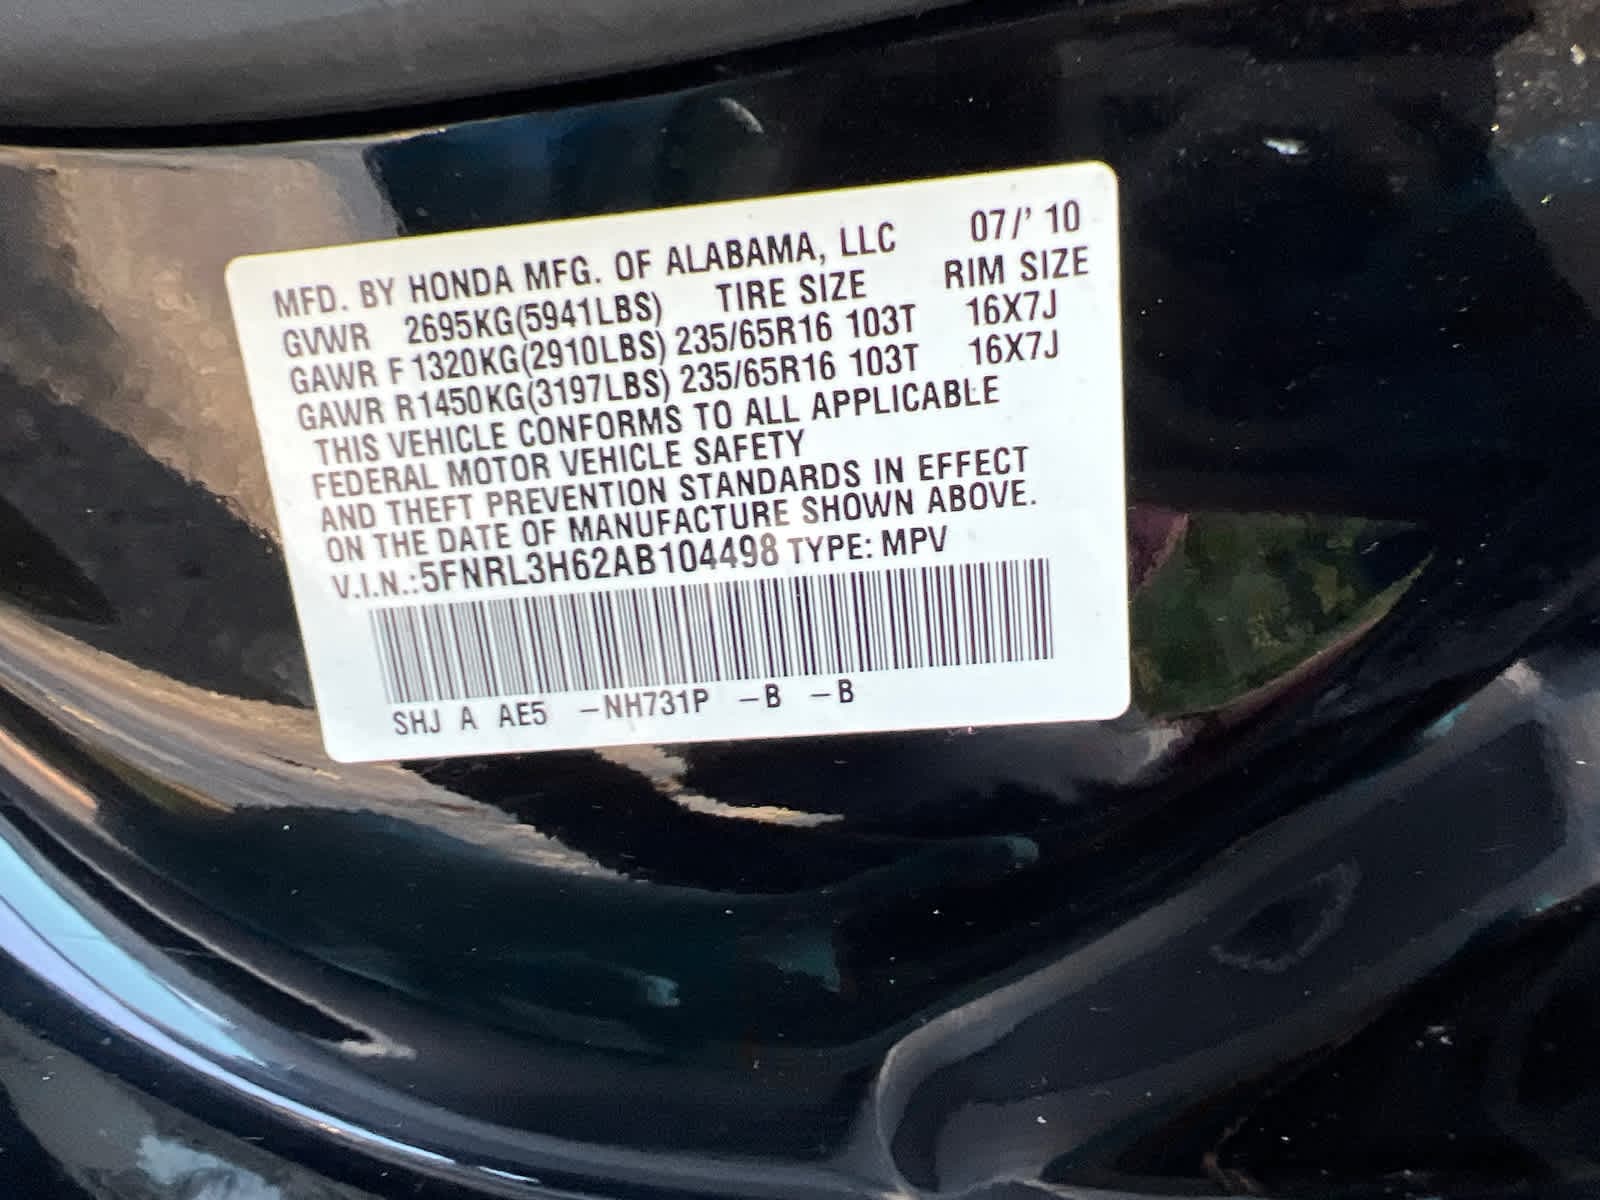 MFD. BY HONDA MFG. OF ALABAMA, LLC 07/' 10
GVWR 2695KG(5941LBS) TIRE SIZE RIM SIZE
GAWR F 1320KG(2910LBS) 235/65R16 103T 16X7J
GAWR R1450KG(3197LBS) 235/65R16 103T 16X7J
THIS VEHICLE CONFORMS TO ALL APPLICABLE
FEDERAL MOTOR VEHICLE SAFETY
AND THEFT PREVENTION STANDARDS IN EFFECT
ON THE DATE OF MANUFACTURE SHOWN ABOVE.
V.I.N.:5FNRL3H62AB104498 TYPE: MPV
SHJ A AE5 –NH731P –B –B